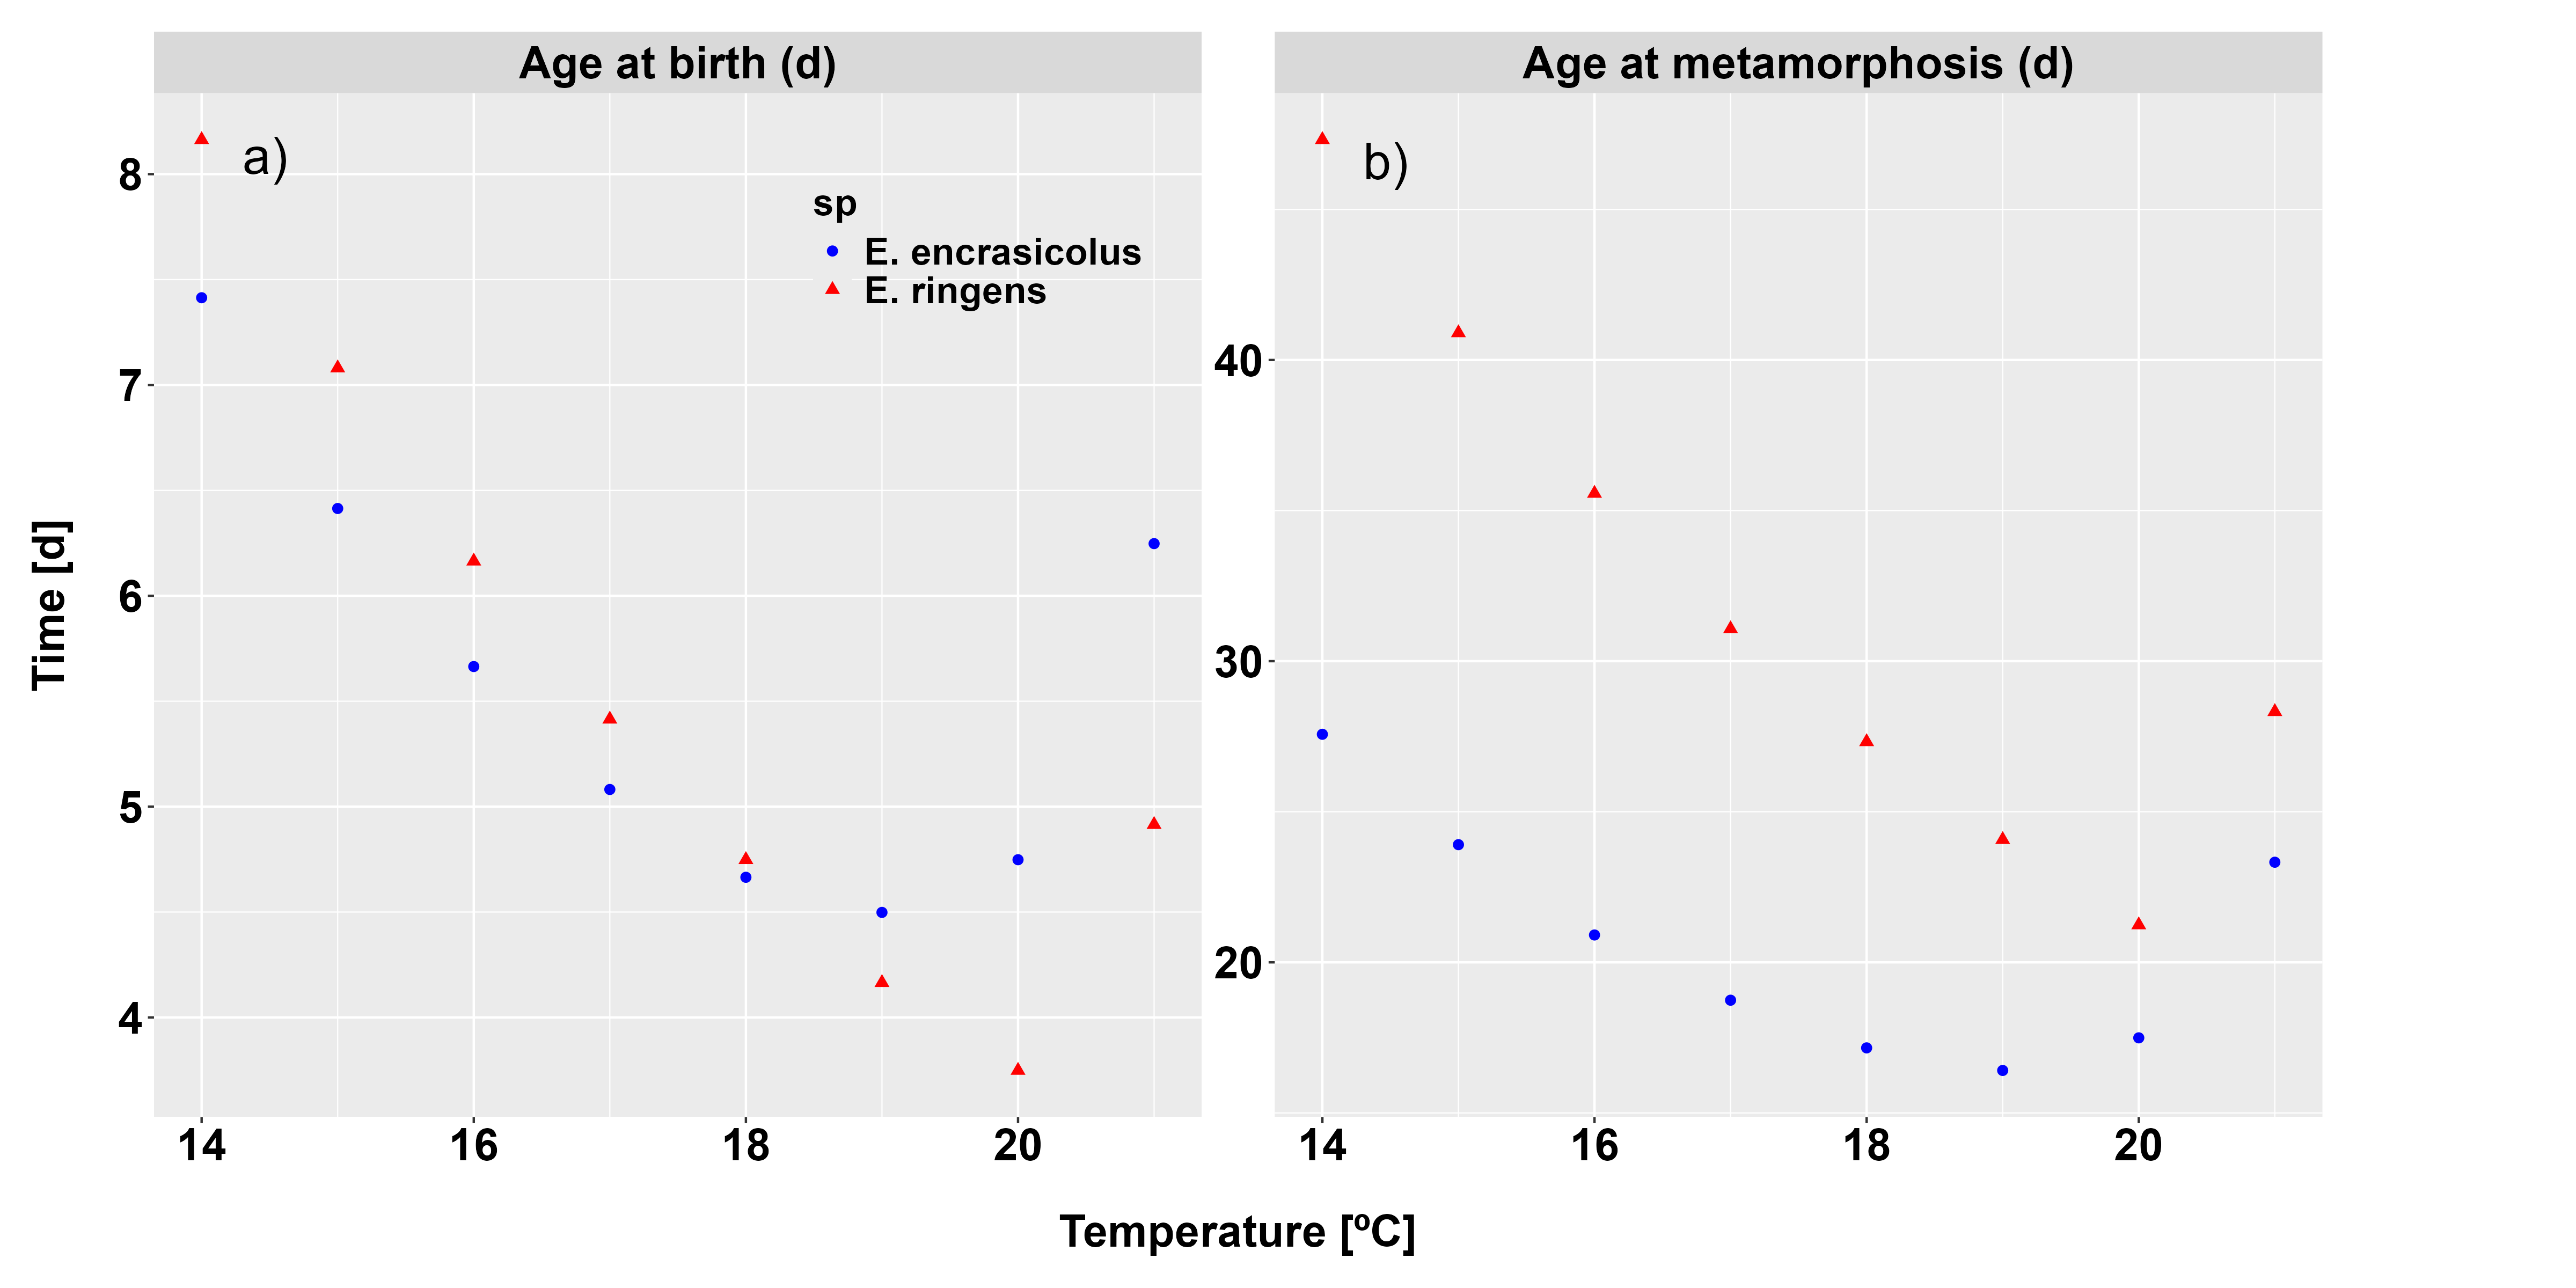 Age at birth (d)
Age at metamorphosis (d)
a)
b)
sp
E. encrasicolus
E. ringens
Time [d]
8
7
6
5
4
40
30
20
14 16 18 20
14 16 18 20
Temperature [ºC]